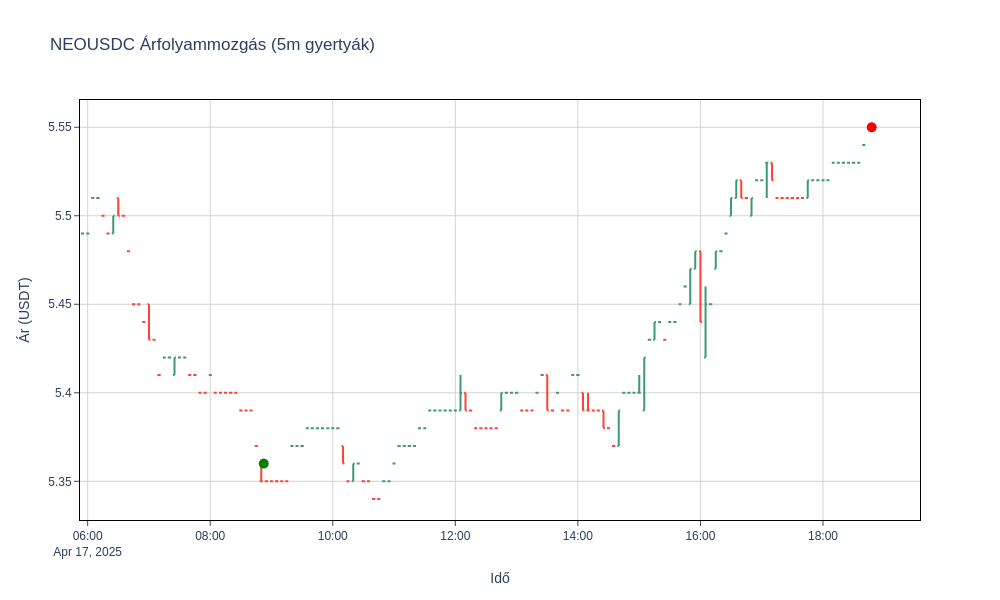 NEOUSDC Árfolyammozgás (5m gyertyák)
5.55
5.5
5.45
5.4
5.35
Ár (USDT)
06:00 08:00 10:00 12:00 14:00 16:00 18:00
Apr 17, 2025
Idő